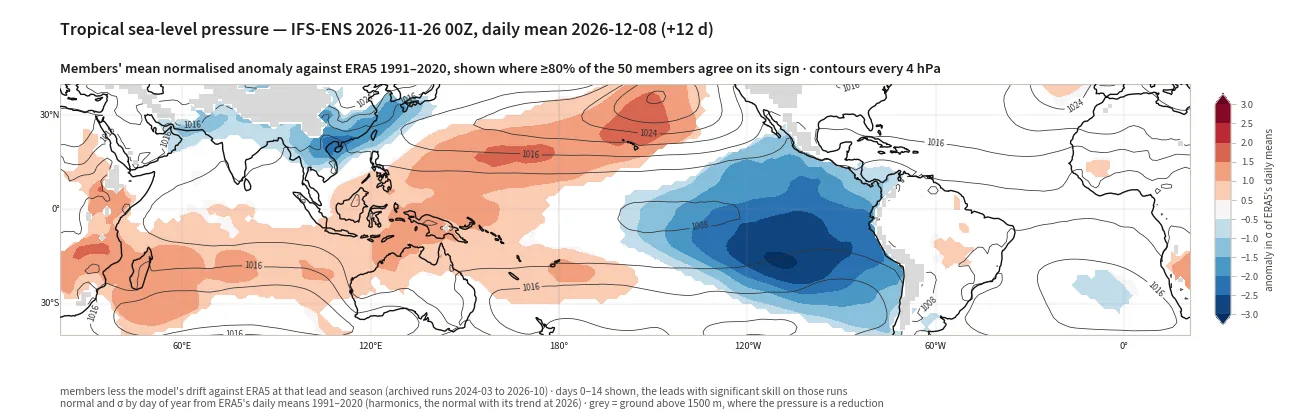 Tropical sea-level pressure — IFS-ENS 2026-11-26 00Z, daily mean 2026-12-08 (+12 d)
Members' mean normalised anomaly against ERA5 1991–2020, shown where ≥80% of the 50 members agree on its sign · contours every 4 hPa
1016
1024
1016
1024
1016
1016
1016
1016
1016
1008
1016
1016
1008
1016
1016
1016
30°N
0°
30°S
60°E
120°E
180°
120°W
60°W
0°
3.0
2.5
2.0
1.5
1.0
0.5
−0.5
−1.0
−1.5
−2.0
−2.5
−3.0
anomaly in σ of ERA5's daily means
members less the model's drift against ERA5 at that lead and season (archived runs 2024-03 to 2026-10) · days 0–14 shown, the leads with significant skill on those runs
normal and σ by day of year from ERA5's daily means 1991–2020 (harmonics, the normal with its trend at 2026) · grey = ground above 1500 m, where the pressure is a reduction